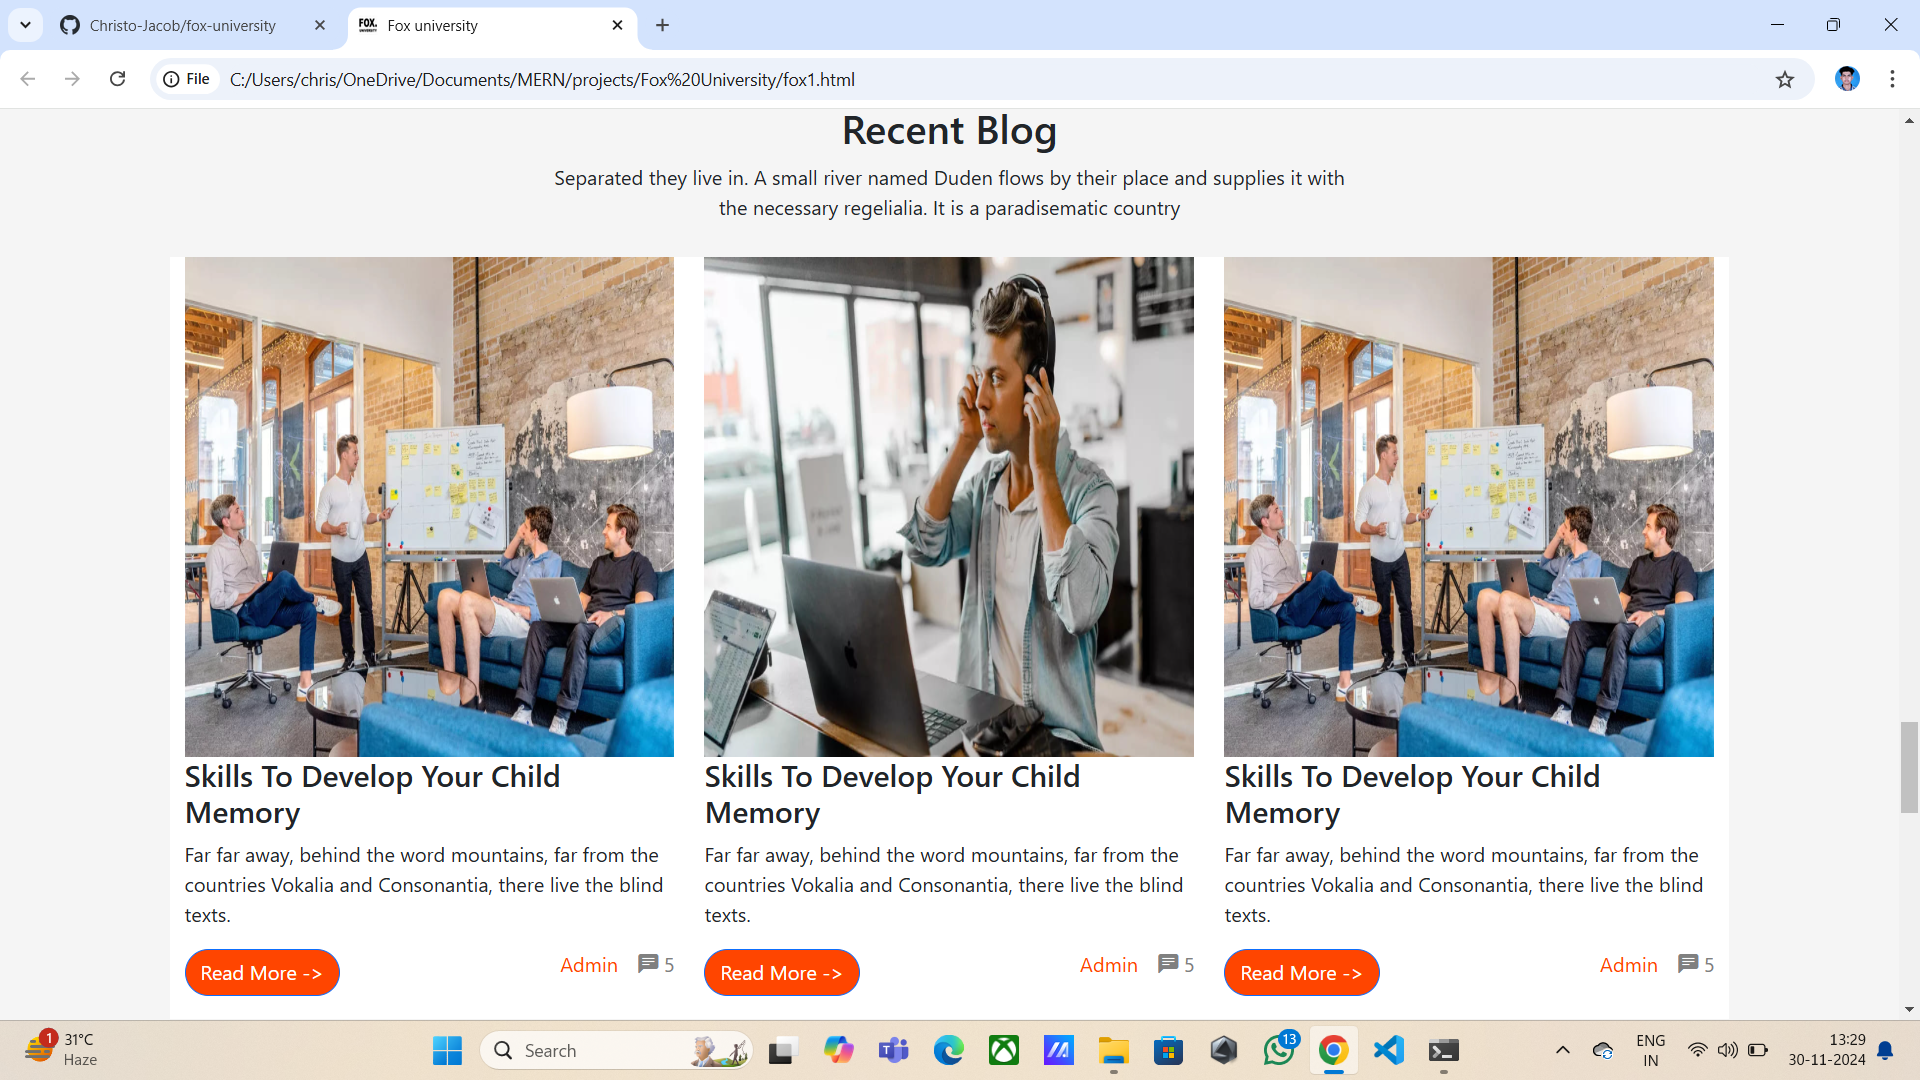 Christo-Jacob/fox-university
FOX.
UNIVERSITY
Fox university
File
C:/Users/chris/OneDrive/Documents/MERN/projects/Fox%20University/fox1.html
Recent Blog
Separated they live in. A small river named Duden flows by their place and supplies it with
the necessary regelialia. It is a paradisematic country
Skills To Develop Your Child
Memory
Far far away, behind the word mountains, far from the
countries Vokalia and Consonantia, there live the blind
texts.
Read More ->
Admin
5
Skills To Develop Your Child
Memory
Far far away, behind the word mountains, far from the
countries Vokalia and Consonantia, there live the blind
texts.
Read More ->
Admin
5
Skills To Develop Your Child
Memory
Far far away, behind the word mountains, far from the
countries Vokalia and Consonantia, there live the blind
texts.
Read More ->
Admin
5
1
31°C
Haze
Search
13
ENG
IN
13:29
30-11-2024